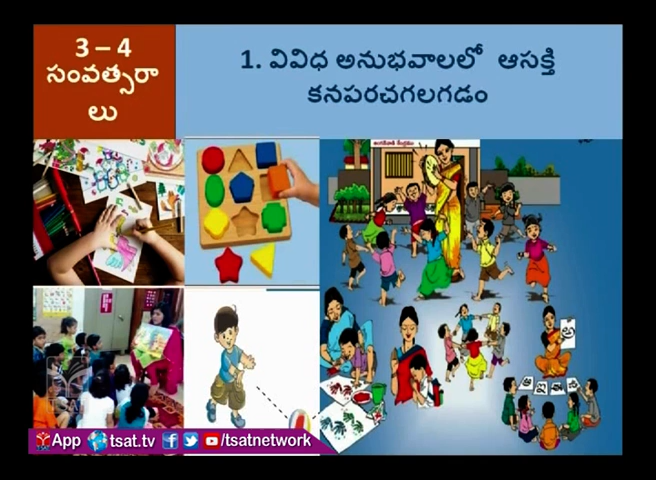 3 – 4
సంవత్సరా
లు
1. వివిధ అనుభవాలలో ఆసక్తి
కనపరచగలగడం
అ
App tsat.tv /tsatnetwork